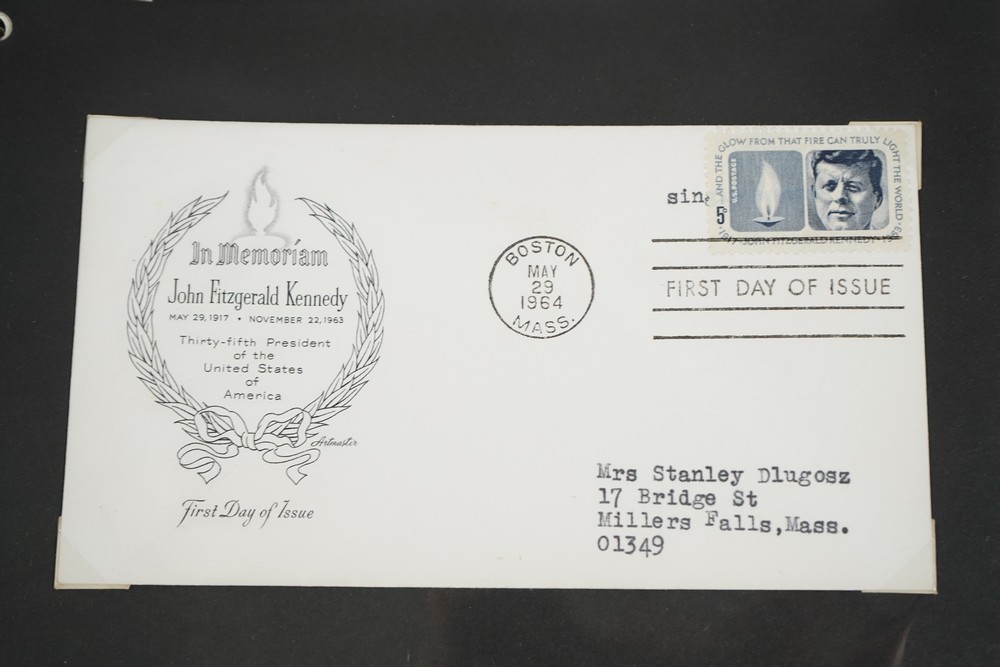 In Memoriam
John Fitzgerald Kennedy
MAY 29, 1917 • NOVEMBER 22, 1963
Thirty-fifth President
of the
United States
of
America
Artmaster
First Day of Issue
BOSTON
MAY
29
1964
MASS.
sing
...AND THE GLOW FROM THAT FIRE CAN TRULY LIGHT THE WORLD
U.S. POSTAGE
5¢
1917 · JOHN FITZGERALD KENNEDY
FIRST DAY OF ISSUE
Mrs Stanley Dlugosz
17 Bridge St
Millers Falls,Mass.
01349